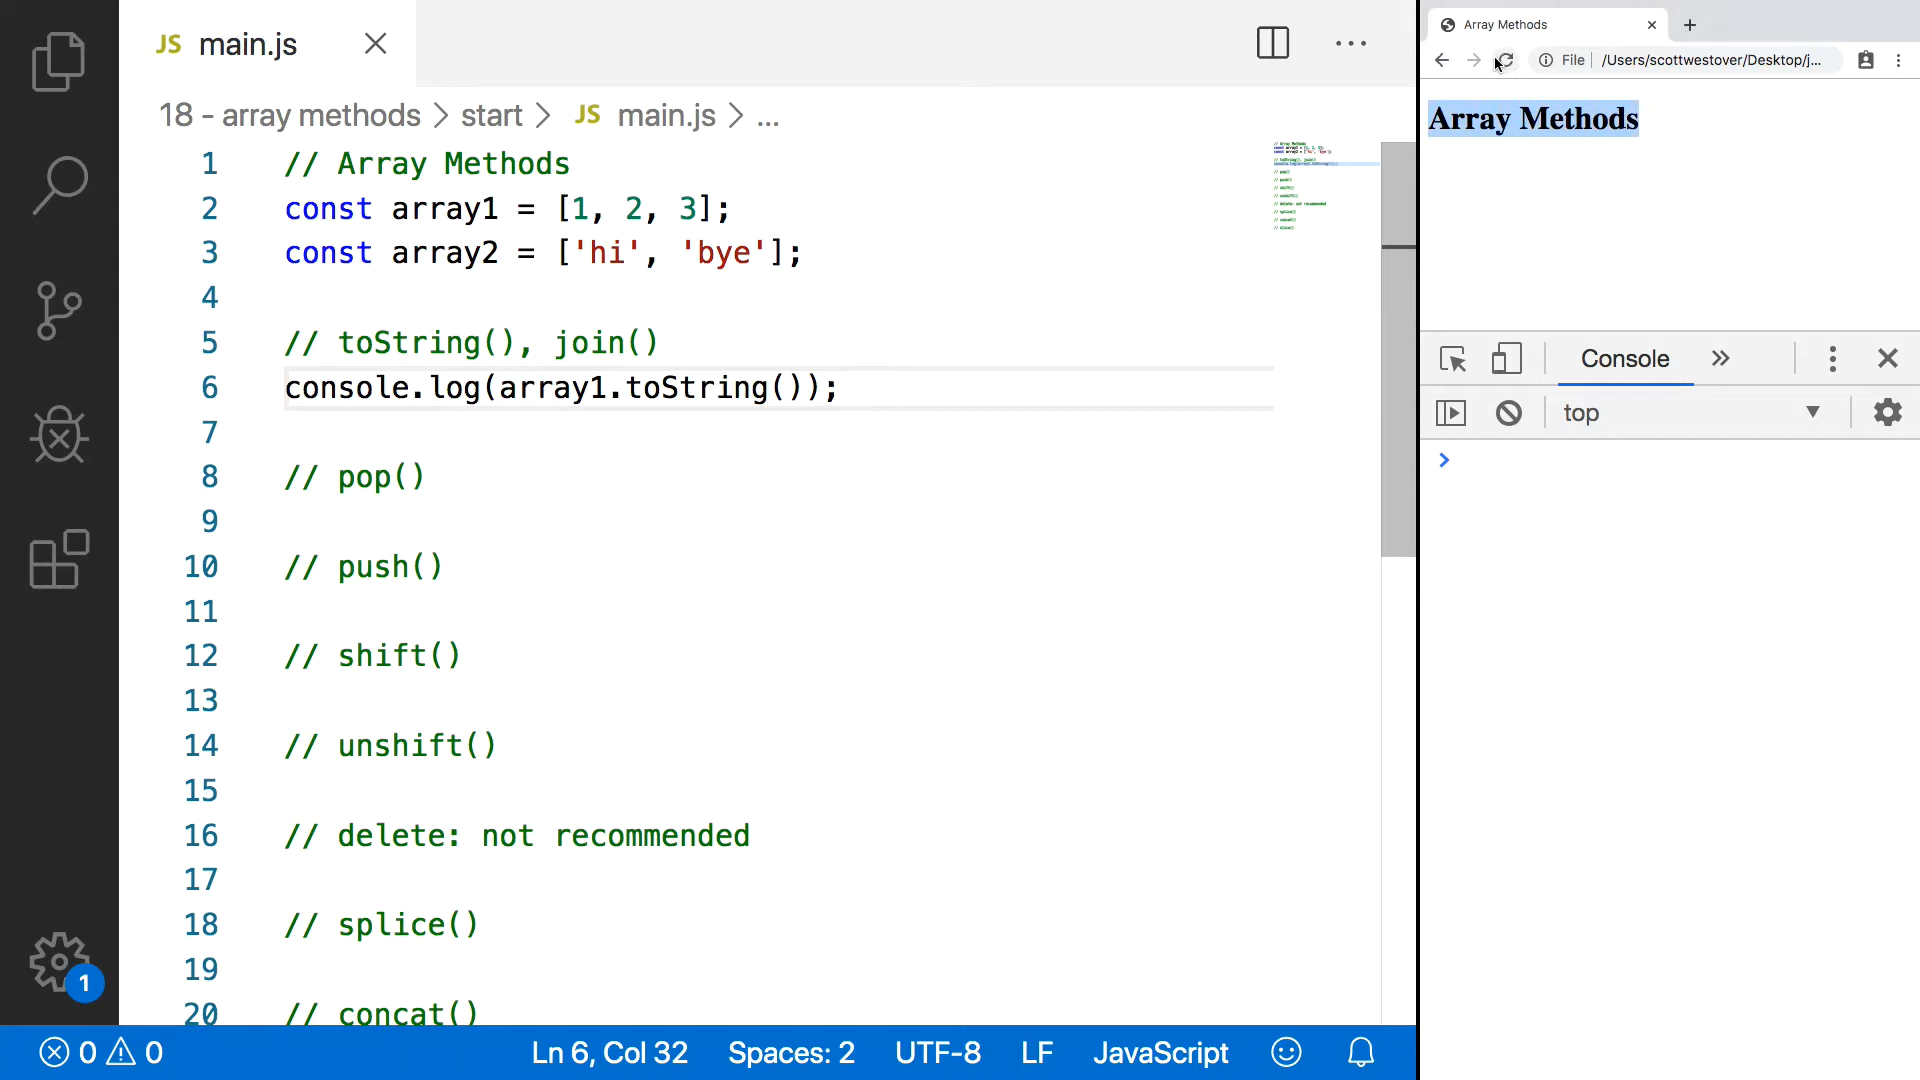 JS main.js
18 - array methods > start > JS main.js > ...
1 // Array Methods
2 const array1 = [1, 2, 3];
3 const array2 = ['hi', 'bye'];
4
5 // toString(), join()
6 console.log(array1.toString());
7
8 // pop()
9
10 // push()
11
12 // shift()
13
14 // unshift()
15
16 // delete: not recommended
17
18 // splice()
19
20 // concat()
1
0 0 Ln 6, Col 32 Spaces: 2 UTF-8 LF JavaScript
Array Methods
File /Users/scottwestover/Desktop/j...
Array Methods
Console
top